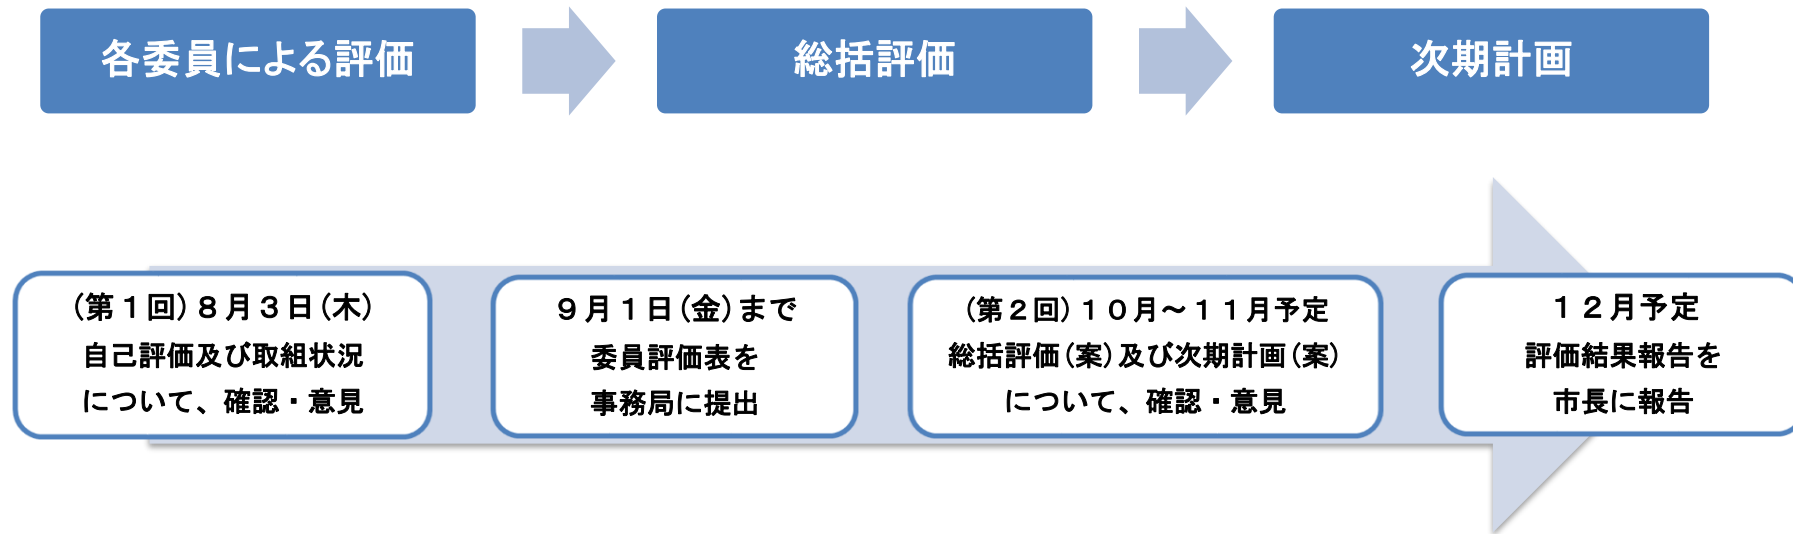 各委員による評価
総括評価
次期計画
(第１回)８月３日(木)
自己評価及び取組状況
について、確認・意見
９月１日(金)まで
委員評価表を
事務局に提出
(第２回)１０月～１１月予定
総括評価(案)及び次期計画(案)
について、確認・意見
１２月予定
評価結果報告を
市長に報告